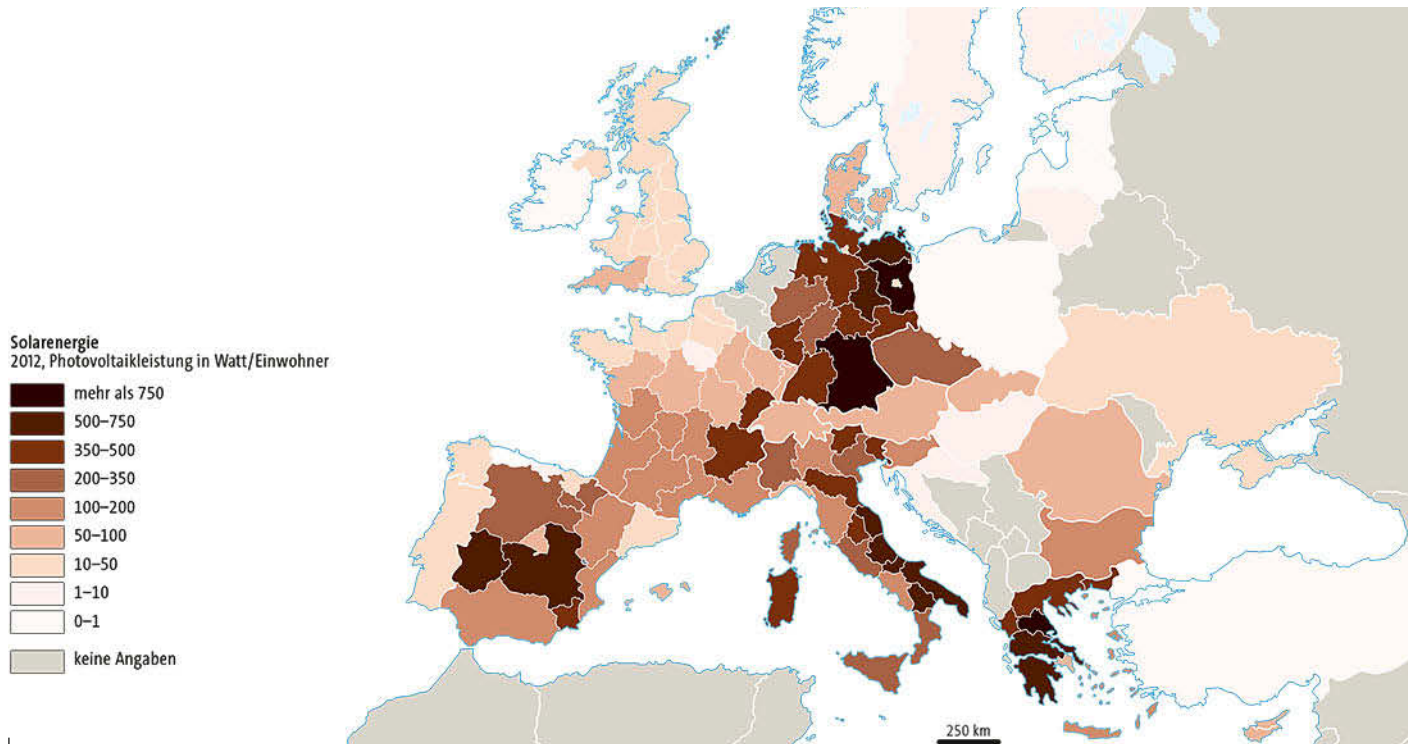 Solarenergie
2012, Photovoltaikleistung in Watt/Einwohner
mehr als 750
500–750
350–500
200–350
100–200
50–100
10–50
1–10
0–1
keine Angaben
250 km